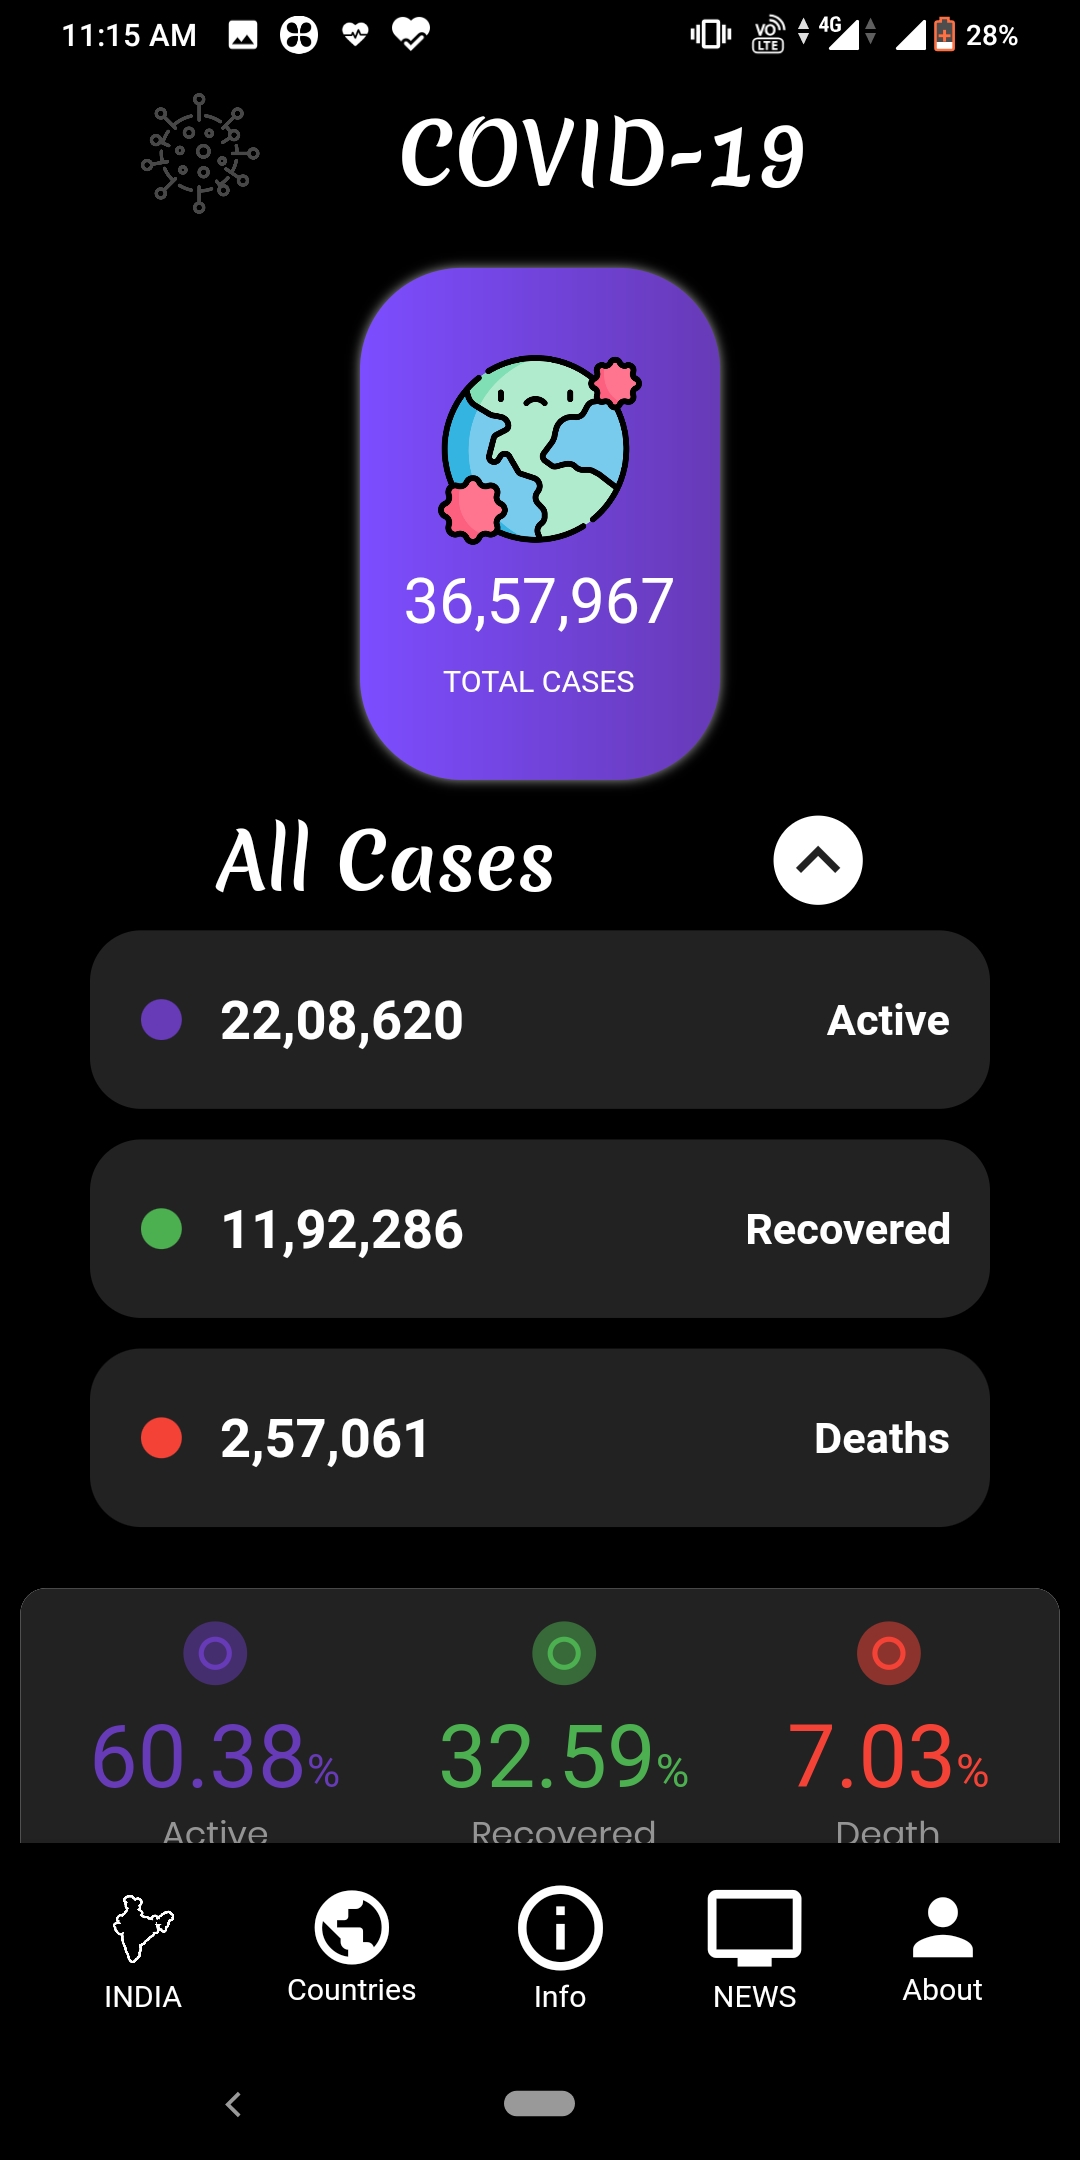 11:15 AM VO LTE 4G 28%
COVID-19
36,57,967
TOTAL CASES
All Cases
22,08,620 Active
11,92,286 Recovered
2,57,061 Deaths
60.38% 32.59% 7.03%
Active Recovered Death
INDIA Countries Info NEWS About